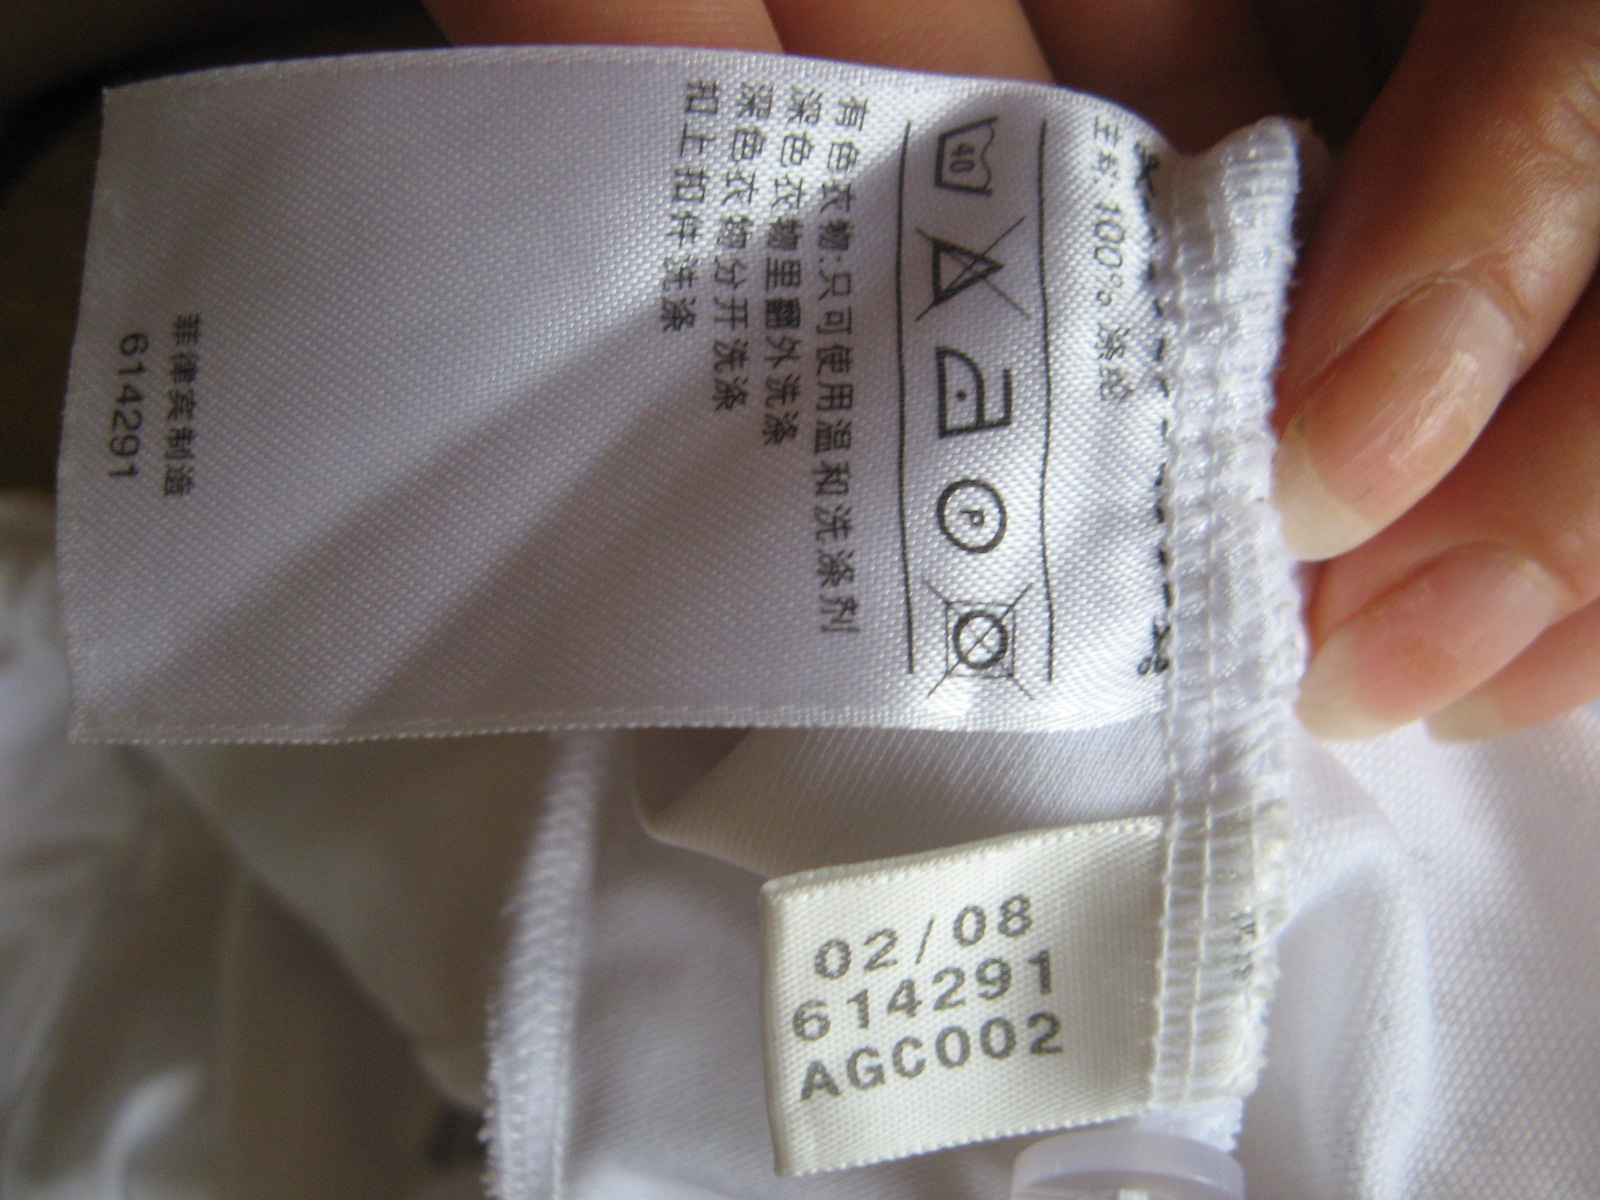 主料:100% 涤纶
40
P
有色衣物·只可使用温和洗涤剂
深色衣物里翻外洗涤
深色衣物分开洗涤
扣上扣件洗涤
菲律宾制造
614291
02/08
614291
AGC002